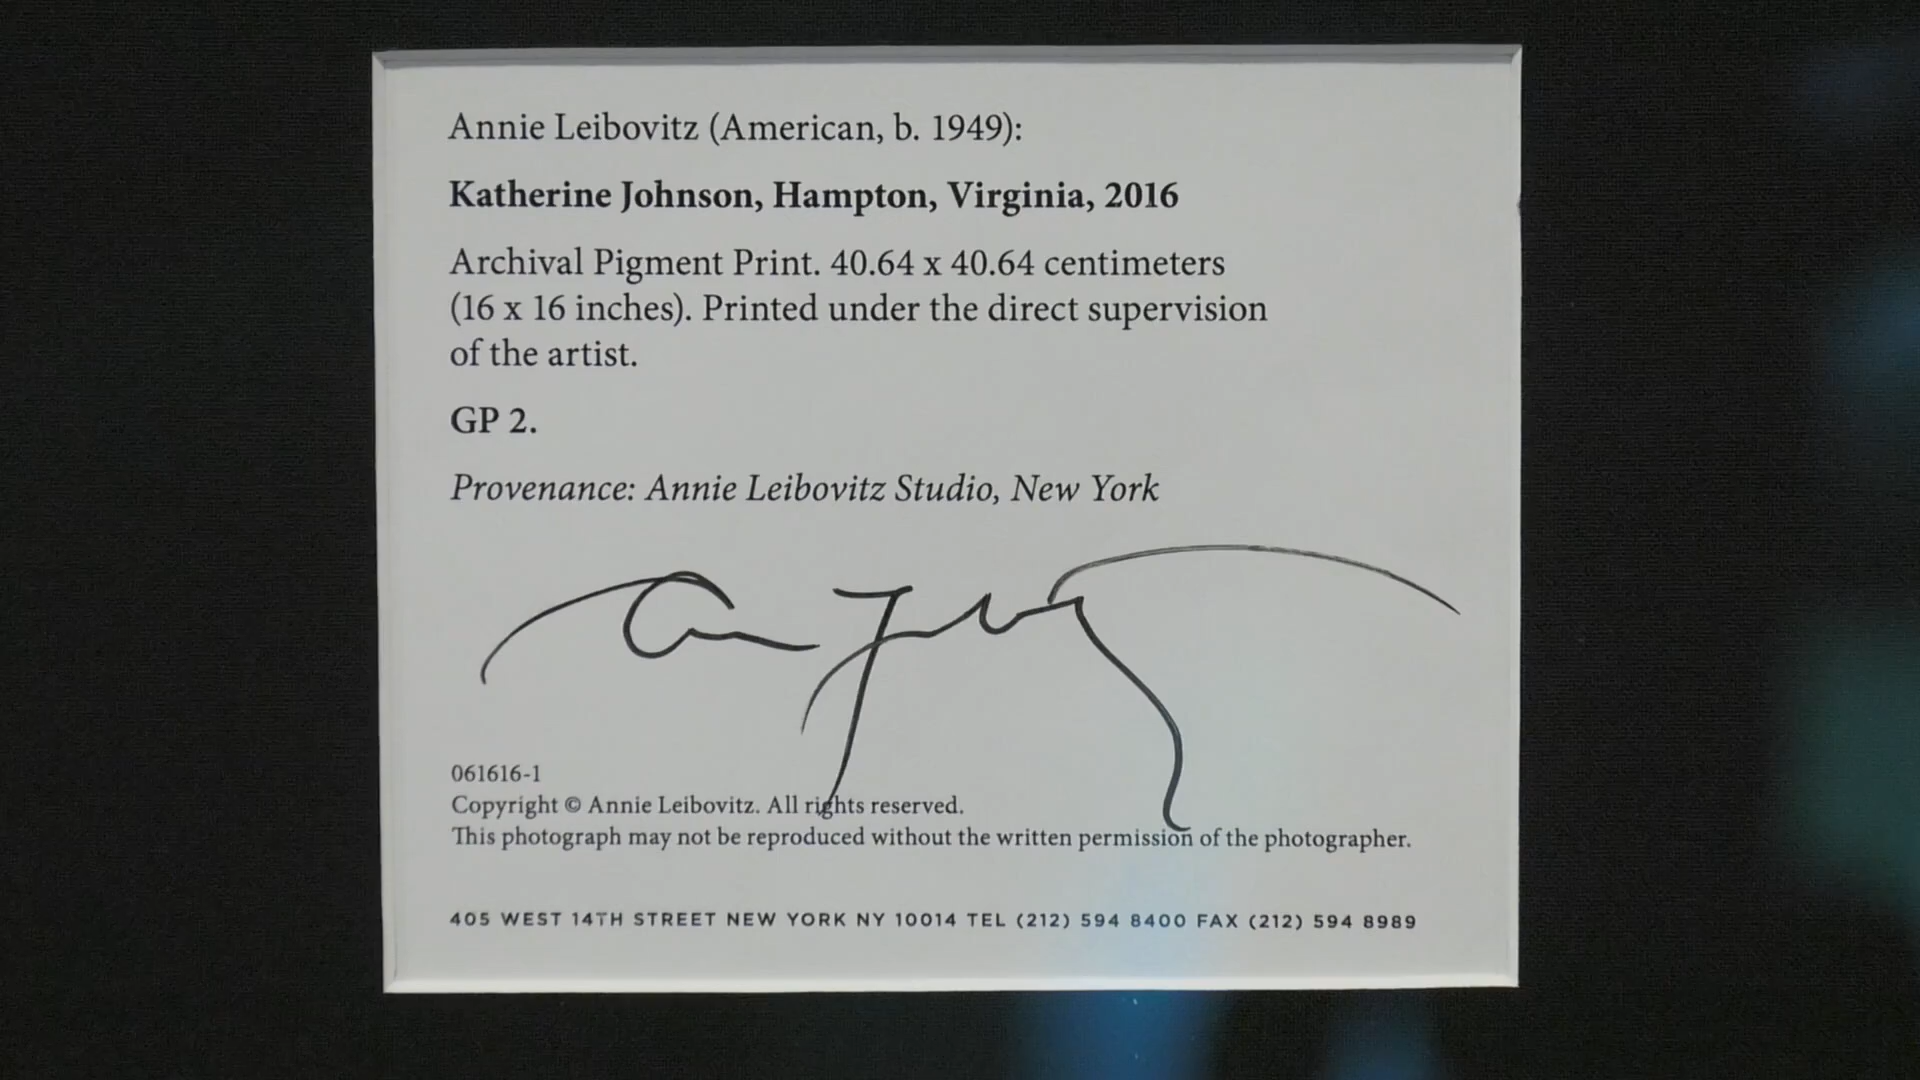 Annie Leibovitz (American, b. 1949):
Katherine Johnson, Hampton, Virginia, 2016
Archival Pigment Print. 40.64 x 40.64 centimeters
(16 x 16 inches). Printed under the direct supervision
of the artist.
GP 2.
Provenance: Annie Leibovitz Studio, New York
061616-1
Copyright © Annie Leibovitz. All rights reserved.
This photograph may not be reproduced without the written permission of the photographer.
405 WEST 14TH STREET NEW YORK NY 10014 TEL (212) 594 8400 FAX (212) 594 8989